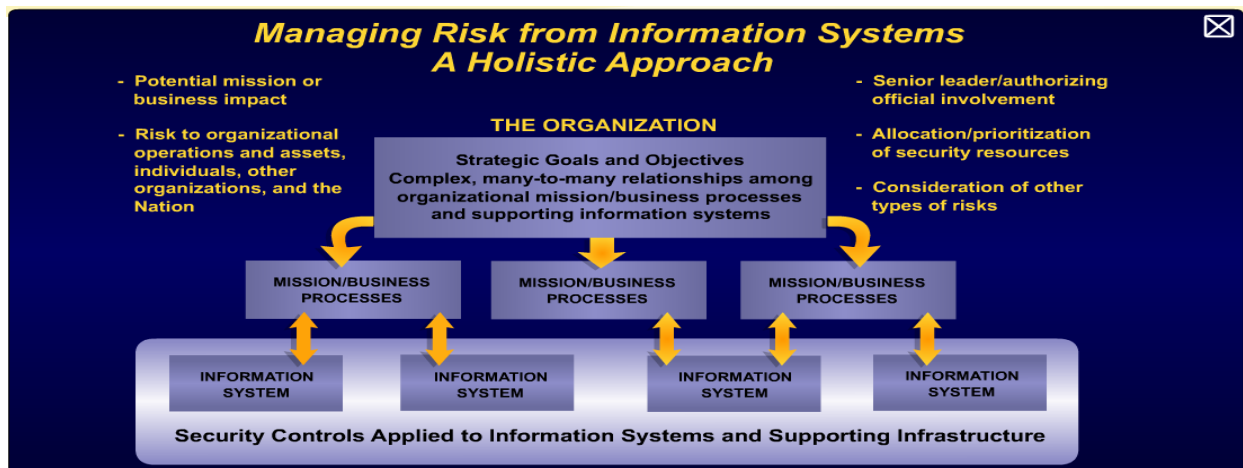 Managing Risk from Information Systems
A Holistic Approach
- Potential mission or
business impact
- Risk to organizational
operations and assets,
individuals, other
organizations, and the
Nation
- Senior leader/authorizing
official involvement
- Allocation/prioritization
of security resources
- Consideration of other
types of risks
THE ORGANIZATION
Strategic Goals and Objectives
Complex, many-to-many relationships among
organizational mission/business processes
and supporting information systems
MISSION/BUSINESS
PROCESSES
MISSION/BUSINESS
PROCESSES
MISSION/BUSINESS
PROCESSES
INFORMATION
SYSTEM
INFORMATION
SYSTEM
INFORMATION
SYSTEM
INFORMATION
SYSTEM
Security Controls Applied to Information Systems and Supporting Infrastructure